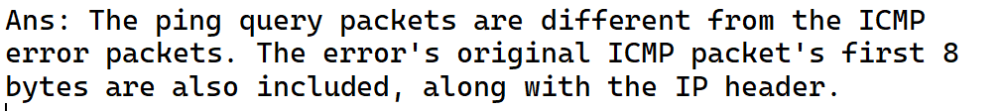 Ans: The ping query packets are different from the ICMP
error packets. The error's original ICMP packet's first 8
bytes are also included, along with the IP header.